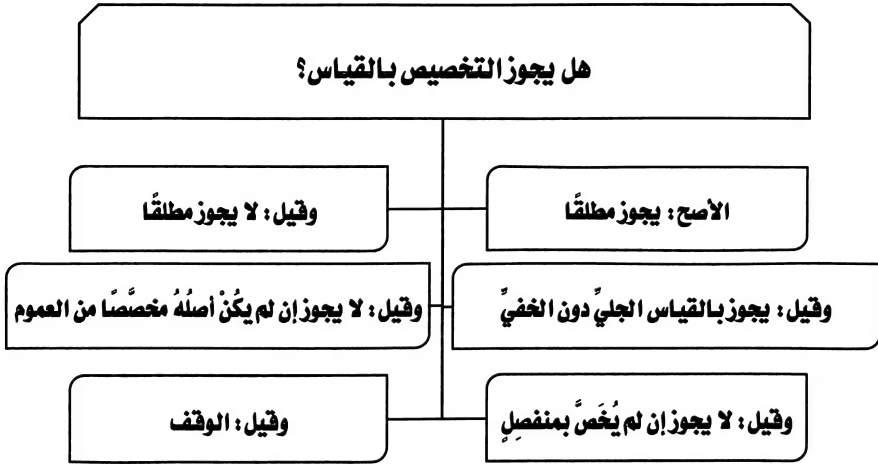 هل يجوز التخصيص بالقياس؟
الأصح: يجوز مطلقًا
وقيل: لا يجوز مطلقًا
وقيل: يجوز بالقياس الجليِّ دون الخفيِّ
وقيل: لا يجوز إن لم يكُنْ أصلُهُ مخصَّصًا من العموم
وقيل: لا يجوز إن لم يُخَصَّ بمنفصِلٍ
وقيل: الوقف